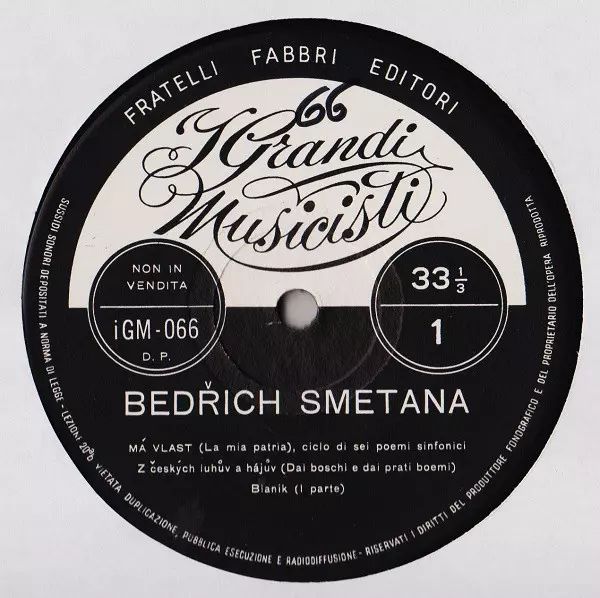 FRATELLI FABBRI EDITORI
66
I Grandi
Musicisti
NON IN
VENDITA
iGM-066
D. P.
33 1/3
1
BEDŘICH SMETANA
MÁ VLAST (La mia patria), ciclo di sei poemi sinfonici
Z českých luhův a hájův (Dai boschi e dai prati boemi)
Blanik (I parte)
SUSSIDI SONORI DEPOSITATI A NORMA DI LEGGE - LEZIONI 20ªb VIETATA DUPLICAZIONE, PUBBLICA ESECUZIONE E RADIODIFFUSIONE - RISERVATI I DIRITTI DEL PRODUTTORE FONOGRAFICO E DEL PROPRIETARIO DELL'OPERA RIPRODOTTA